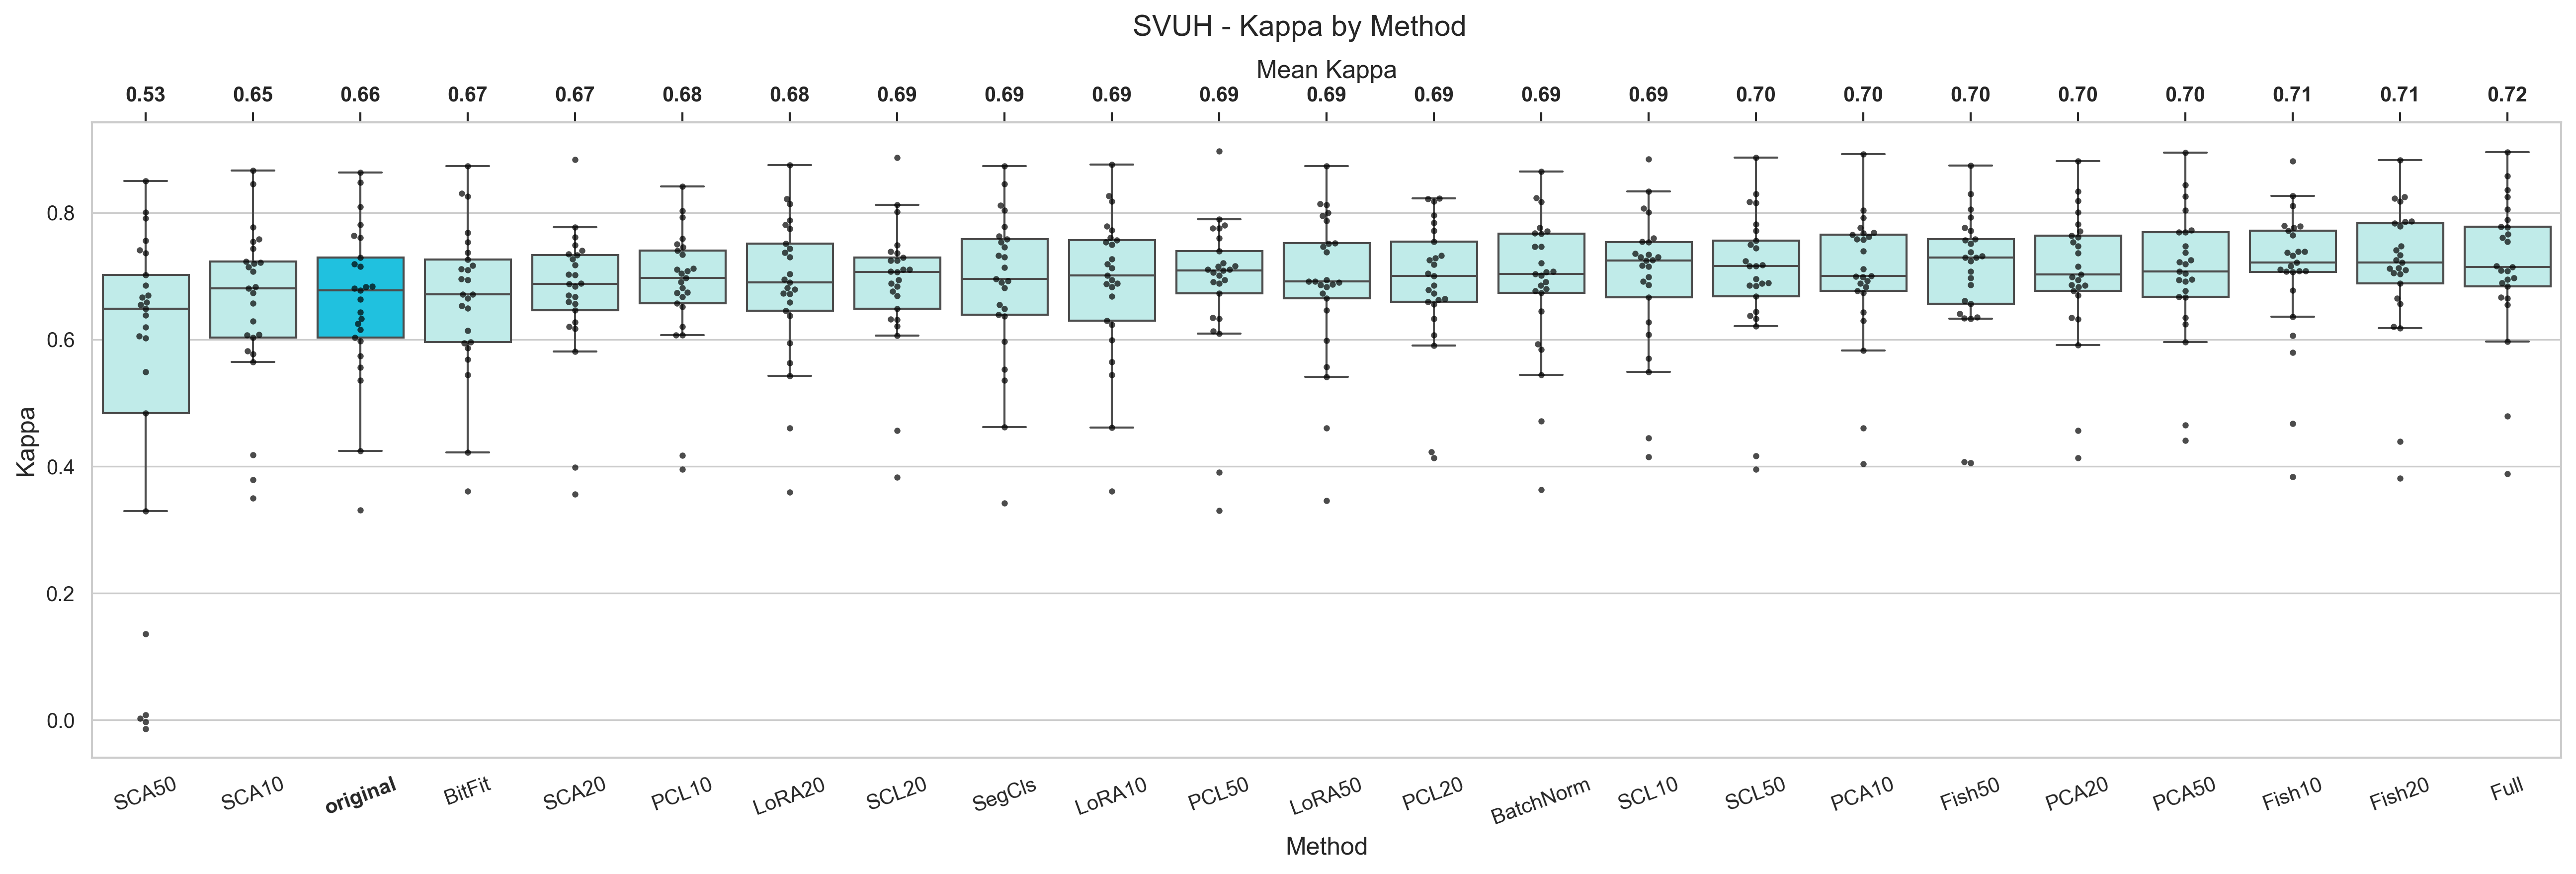 SVUH - Kappa by Method
Mean Kappa
0.53 0.65 0.66 0.67 0.67 0.68 0.68 0.69 0.69 0.69 0.69 0.69 0.69 0.69 0.69 0.70 0.70 0.70 0.70 0.70 0.71 0.71 0.72
Kappa
0.8
0.6
0.4
0.2
0.0
SCA50 SCA10 original BitFit SCA20 PCL10 LoRA20 SCL20 SegCls LoRA10 PCL50 LoRA50 PCL20 BatchNorm SCL10 SCL50 PCA10 Fish50 PCA20 PCA50 Fish10 Fish20 Full
Method